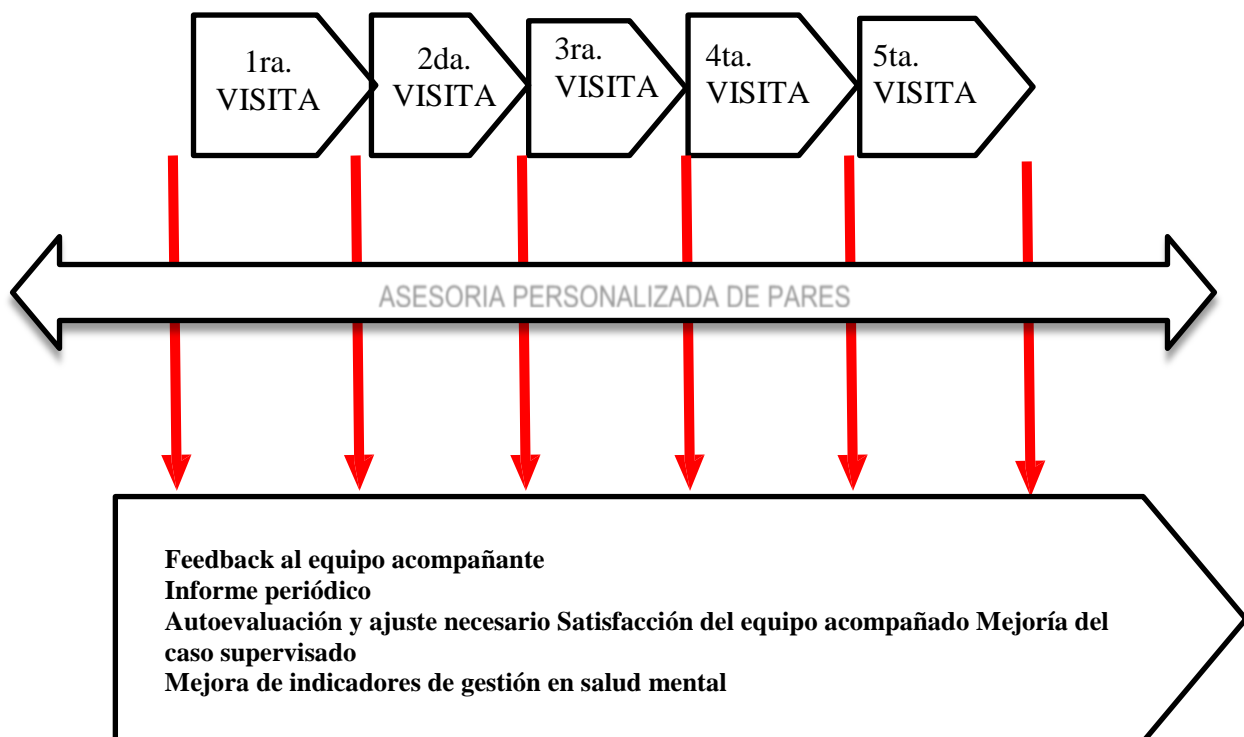 1ra.
VISITA
2da.
VISITA
3ra.
VISITA
4ta.
VISITA
5ta.
VISITA
ASESORIA PERSONALIZADA DE PARES
Feedback al equipo acompañante
Informe periódico
Autoevaluación y ajuste necesario Satisfacción del equipo acompañado Mejoría del
caso supervisado
Mejora de indicadores de gestión en salud mental